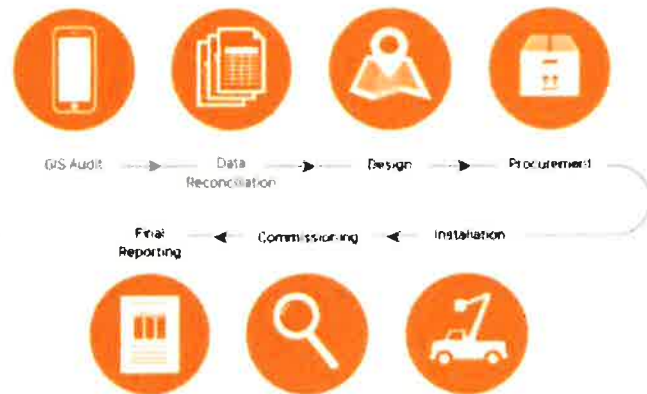 GIS Audit
Data
Reconciliation
Design
Procurement
Installation
Commissioning
Final
Reporting